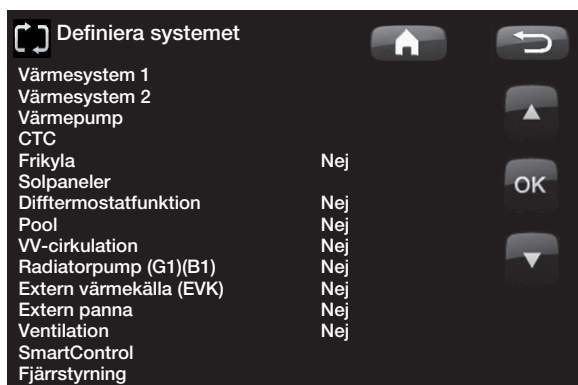 Definiera systemet
Värmesystem 1
Värmesystem 2
Värmepump
CTC
Frikyla Nej
Solpaneler
OK
Difftermostatfunktion Nej
Pool Nej
VV-cirkulation Nej
Radiatorpump (G1)(B1) Nej
Extern värmekälla (EVK) Nej
Extern panna Nej
Ventilation Nej
SmartControl
Fjärrstyrning